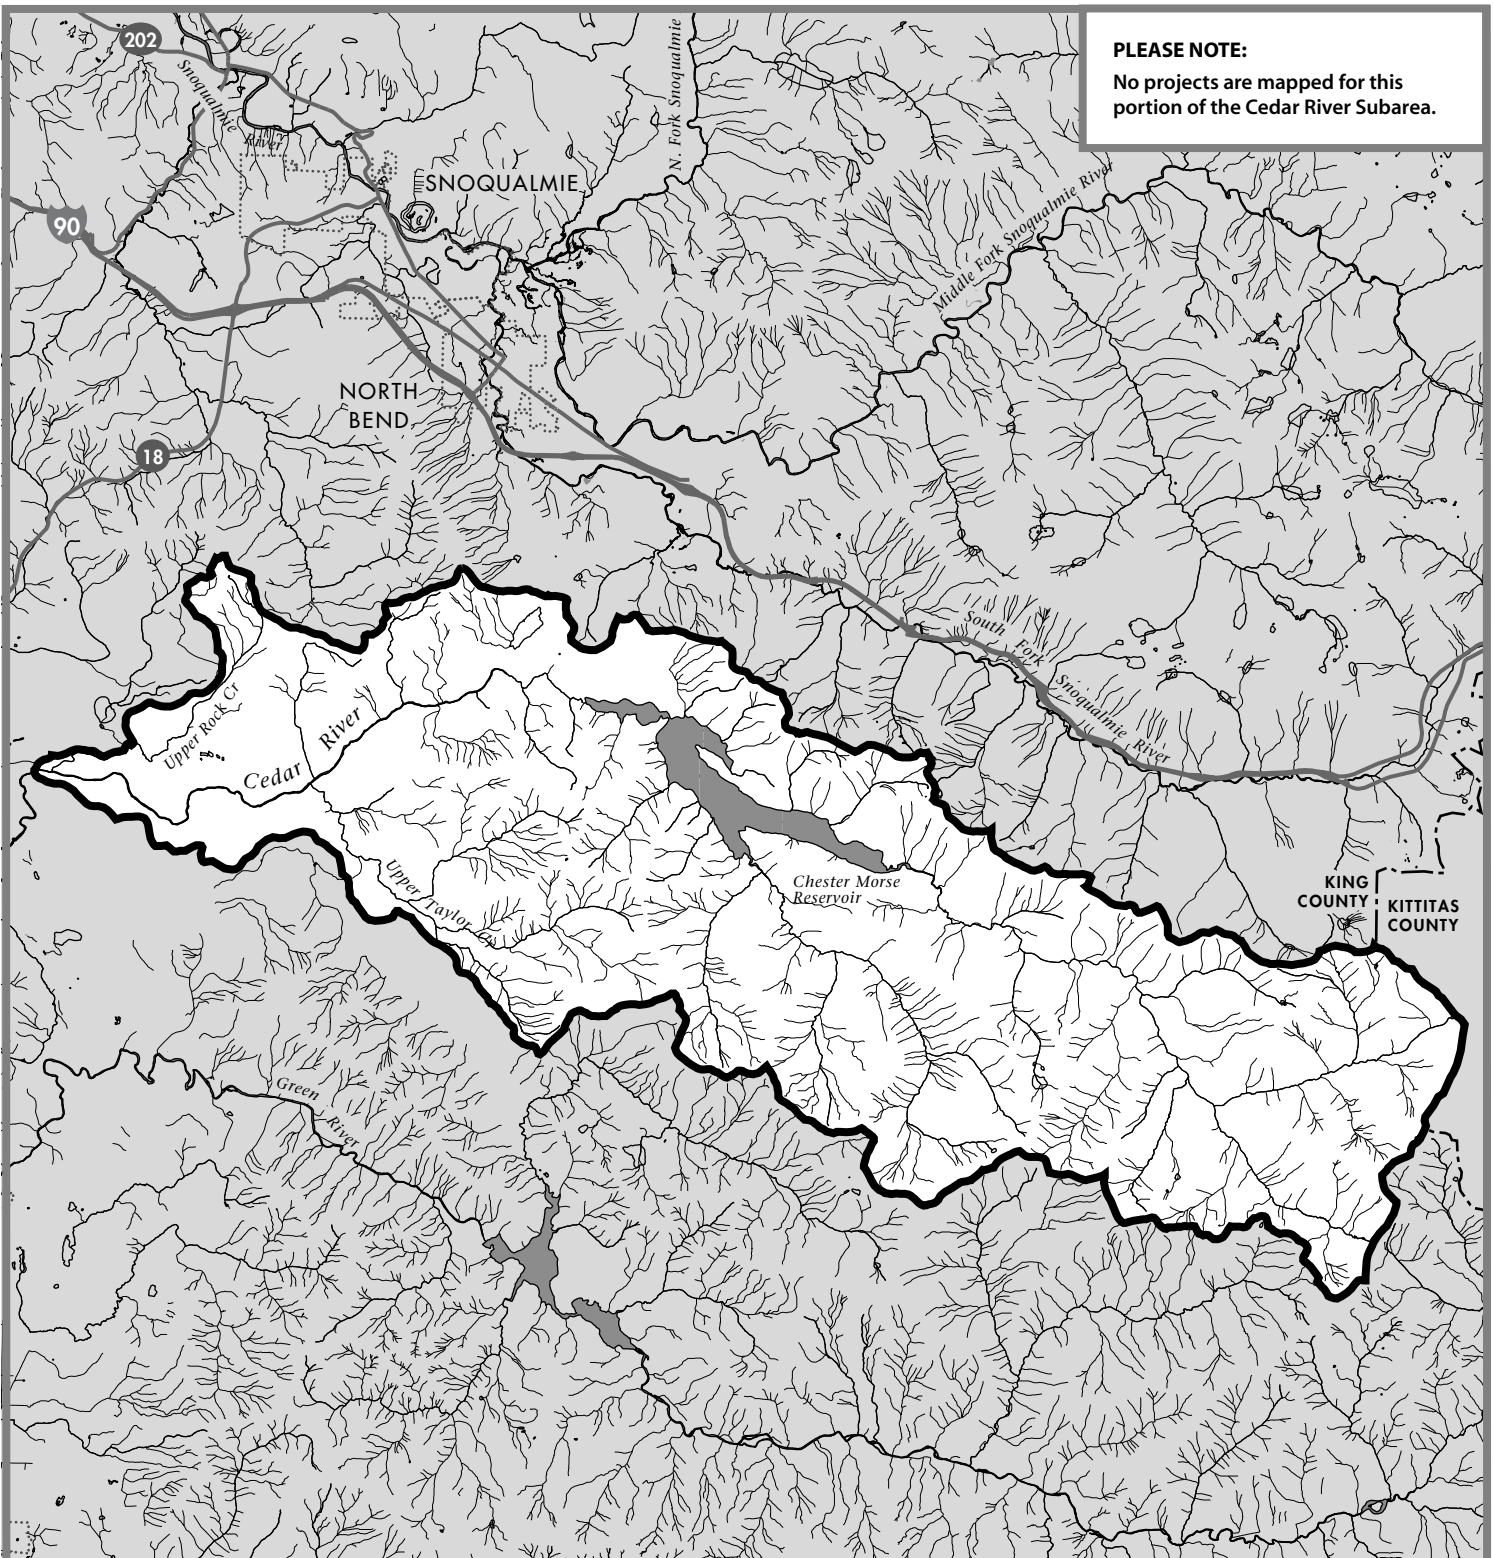 PLEASE NOTE:
No projects are mapped for this
portion of the Cedar River Subarea.
202
Snoqualmie
River
N. Fork Snoqualmie
SNOQUALMIE
Middle Fork Snoqualmie River
90
NORTH
BEND
18
South Fork
Snoqualmie River
Upper Rock Cr
Cedar
River
Upper Taylor Cr
Chester Morse
Reservoir
KING
COUNTY
KITTITAS
COUNTY
Green
River